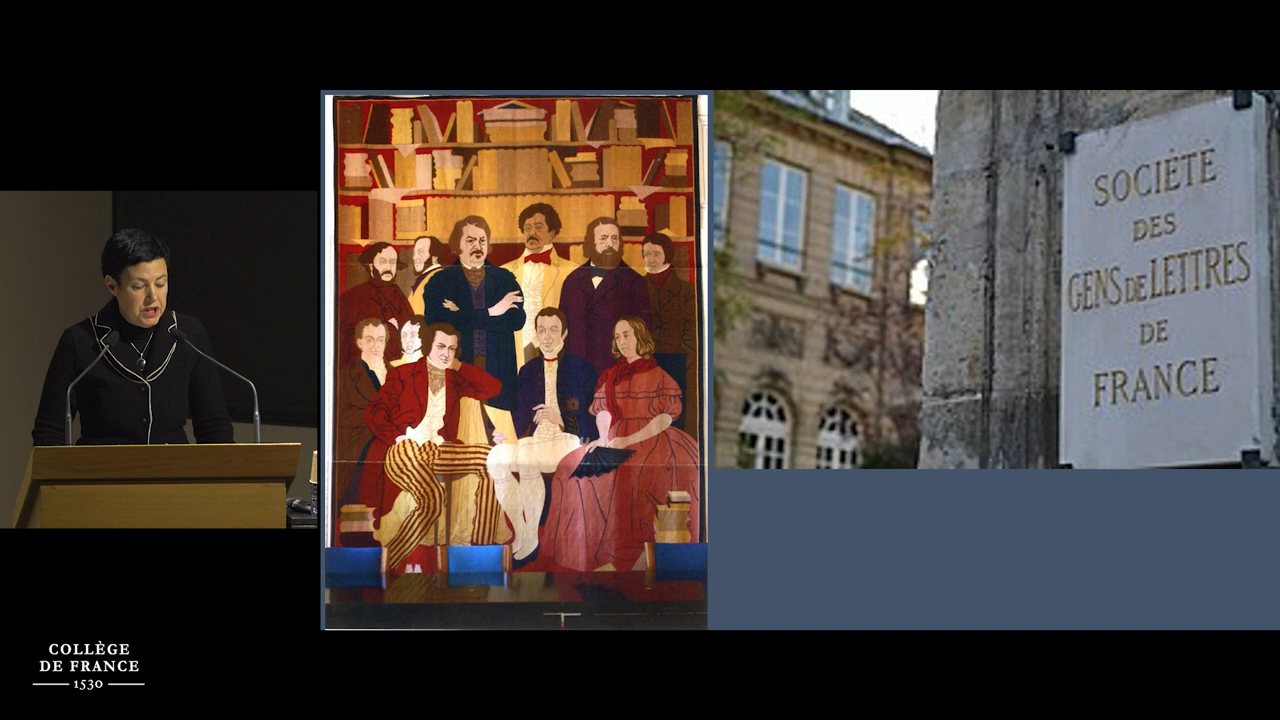 SOCIÉTÉ
DES
GENS DE LETTRES
DE
FRANCE
COLLÈGE
DE FRANCE
1530